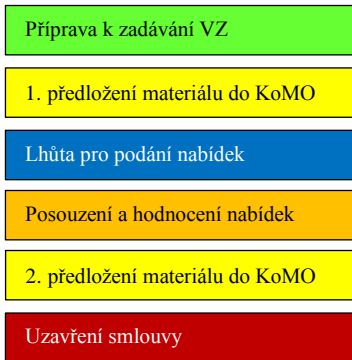 Příprava k zadávání VZ
1. předložení materiálu do KoMO
Lhůta pro podání nabídek
Posouzení a hodnocení nabídek
2. předložení materiálu do KoMO
Uzavření smlouvy